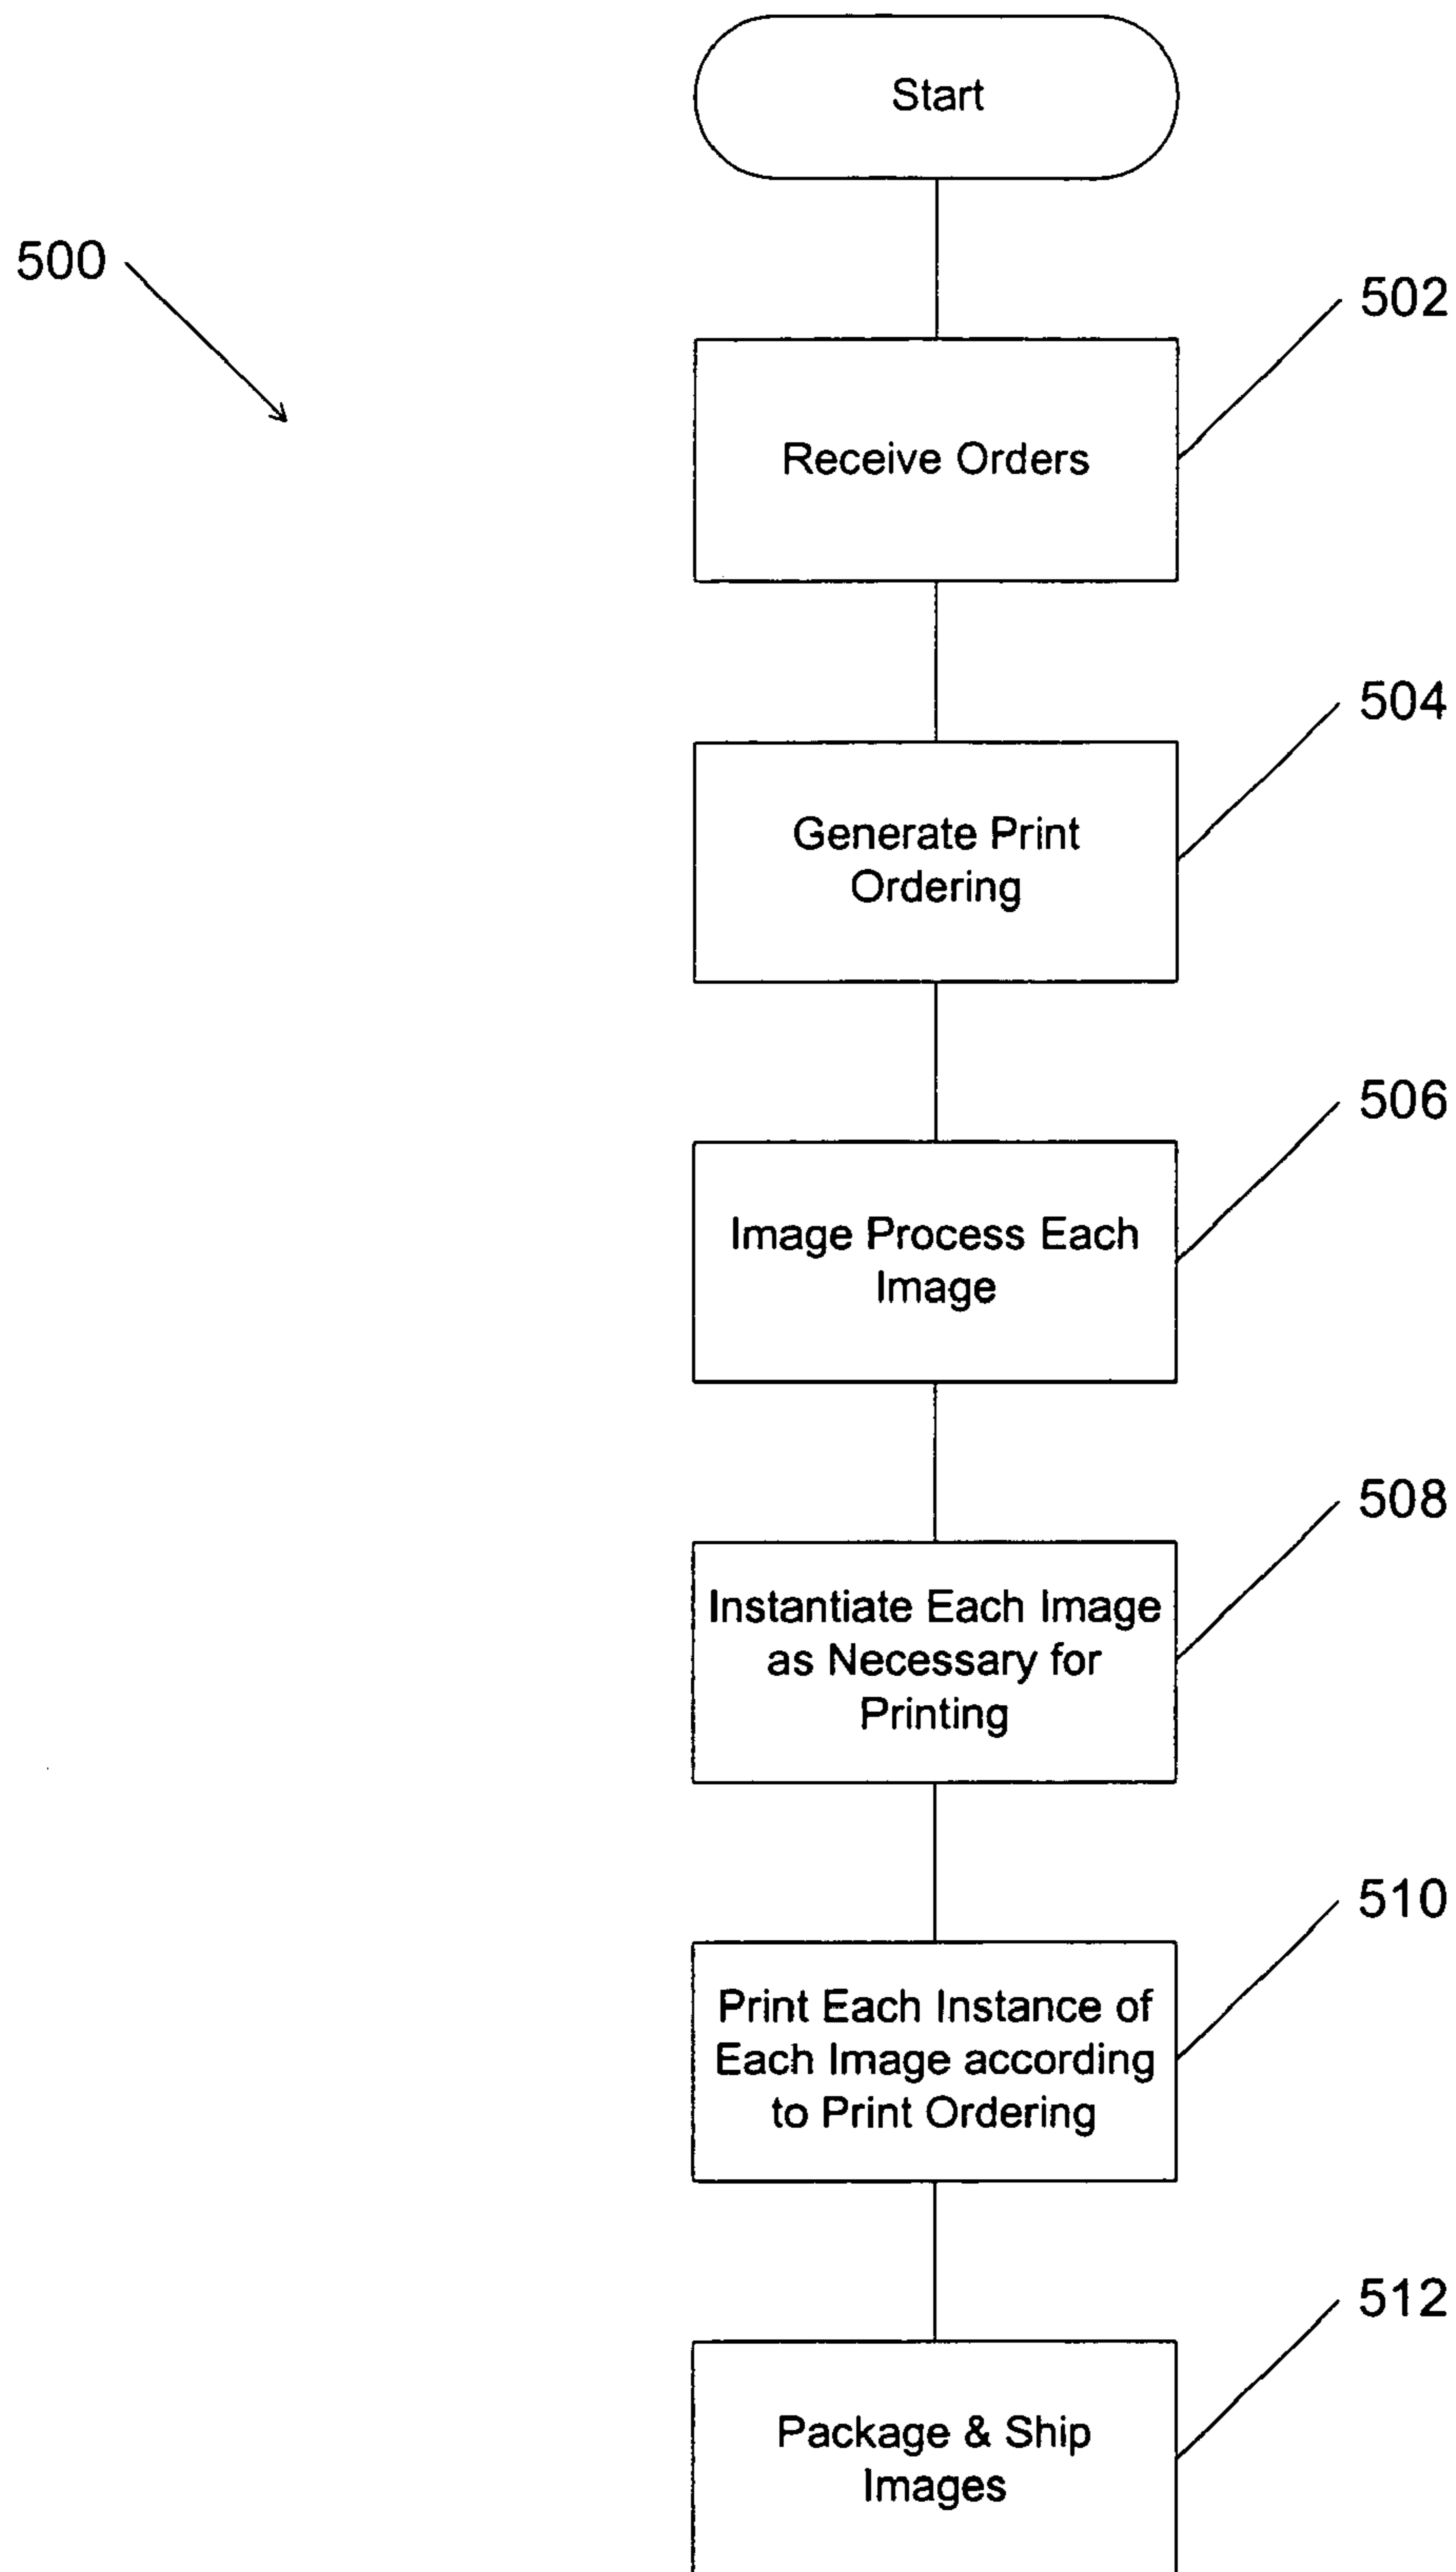 Start
500
502
Receive Orders
504
Generate Print
Ordering
506
Image Process Each
Image
508
Instantiate Each Image
as Necessary for
Printing
510
Print Each Instance of
Each Image according
to Print Ordering
512
Package & Ship
Images